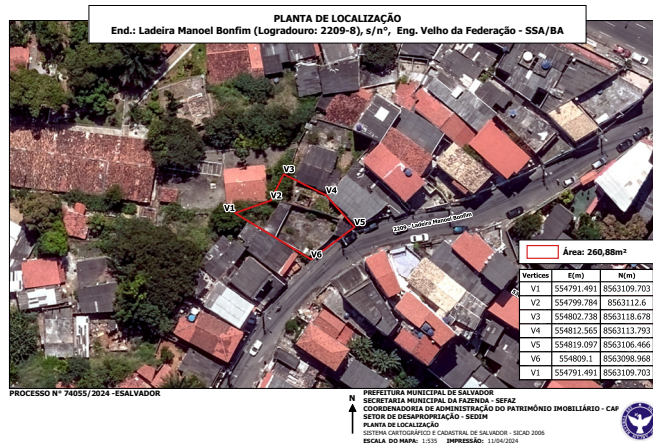 PLANTA DE LOCALIZAÇÃO
End.: Ladeira Manoel Bonfim (Logradouro: 2209-8), s/n°, Eng. Velho da Federação - SSA/BA
V3
V2
V4
V1
V5
V6
2209 - Ladeira Manoel Bonfim
Área: 260,88m²
Vertices E(m) N(m)
V1 554791.491 8563109.703
V2 554799.784 8563112.6
V3 554802.738 8563118.678
V4 554812.565 8563113.793
V5 554819.097 8563106.466
V6 554809.1 8563098.968
V1 554791.491 8563109.703
PROCESSO N° 74055/2024 -ESALVADOR
N
PREFEITURA MUNICIPAL DE SALVADOR
SECRETARIA MUNICIPAL DA FAZENDA - SEFAZ
COORDENADORIA DE ADMINISTRAÇÃO DO PATRIMÔNIO IMOBILIÁRIO - CAP
SETOR DE DESAPROPRIAÇÃO - SEDIM
PLANTA DE LOCALIZAÇÃO
SISTEMA CARTOGRÁFICO E CADASTRAL DE SALVADOR - SICAD 2006
ESCALA DO MAPA: 1:535 IMPRESSÃO: 11/04/2024